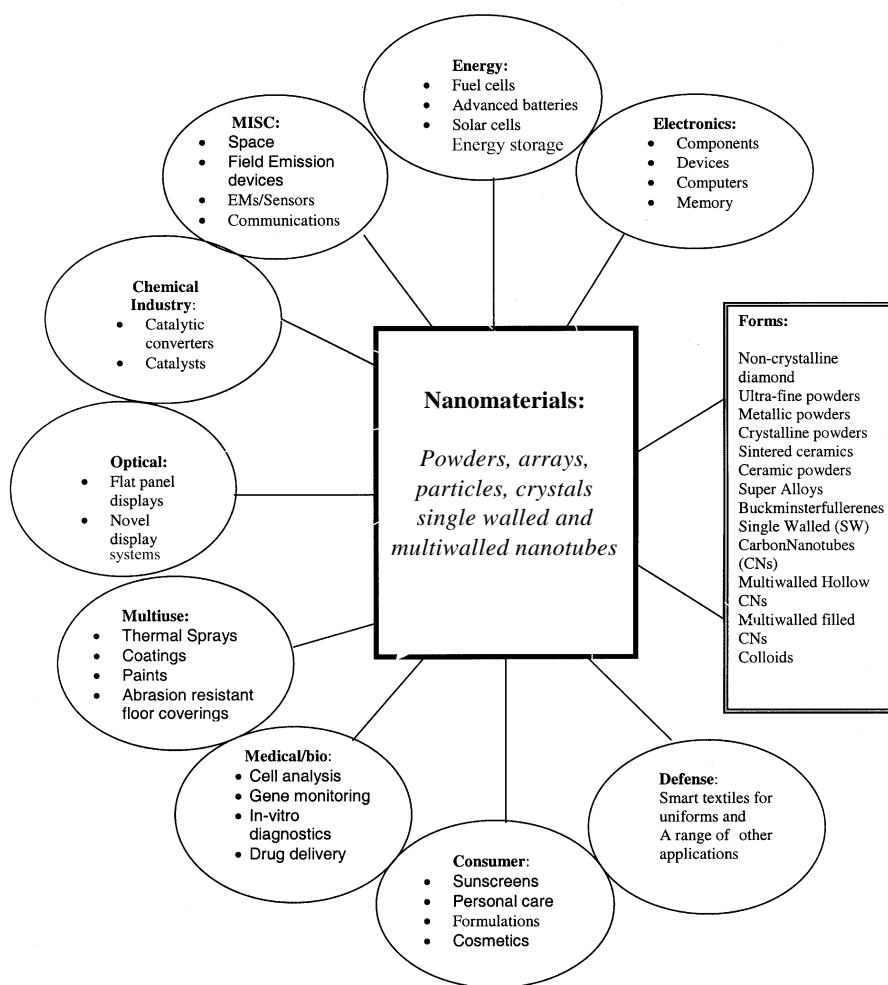 Energy:
• Fuel cells
• Advanced batteries
• Solar cells
Energy storage
MISC:
• Space
• Field Emission
devices
• EMs/Sensors
• Communications
Electronics:
• Components
• Devices
• Computers
• Memory
Chemical
Industry:
• Catalytic
converters
• Catalysts
Nanomaterials:
Powders, arrays,
particles, crystals
single walled and
multiwalled nanotubes
Forms:
Non-crystalline
diamond
Ultra-fine powders
Metallic powders
Crystalline powders
Sintered ceramics
Ceramic powders
Super Alloys
Buckminsterfullerenes
Single Walled (SW)
CarbonNanotubes
(CNs)
Multiwalled Hollow
CNs
Multiwalled filled
CNs
Colloids
Optical:
• Flat panel
displays
• Novel
display
systems
Multiuse:
• Thermal Sprays
• Coatings
• Paints
• Abrasion resistant
floor coverings
Medical/bio:
• Cell analysis
• Gene monitoring
• In-vitro
diagnostics
• Drug delivery
Consumer:
• Sunscreens
• Personal care
• Formulations
• Cosmetics
Defense:
Smart textiles for
uniforms and
A range of other
applications